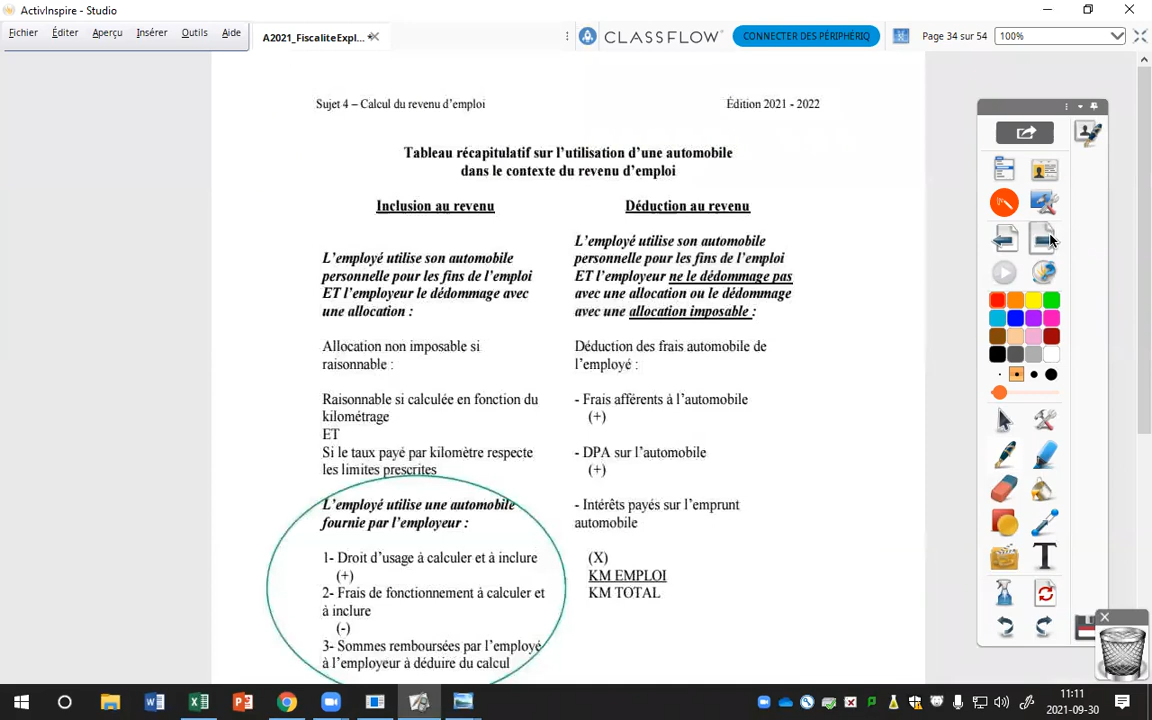 ActivInspire - Studio
Fichier Éditer Aperçu Insérer Outils Aide
A2021_FiscaliteExpl...
CLASSFLOW
CONNECTER DES PÉRIPHÉRIQ
Page 34 sur 54
100%
Sujet 4 – Calcul du revenu d'emploi
Édition 2021 - 2022
Tableau récapitulatif sur l'utilisation d'une automobile
dans le contexte du revenu d'emploi
Inclusion au revenu
L'employé utilise son automobile
personnelle pour les fins de l'emploi
ET l'employeur le dédommage avec
une allocation :
Allocation non imposable si
raisonnable :
Raisonnable si calculée en fonction du
kilométrage
ET
Si le taux payé par kilomètre respecte
les limites prescrites
L'employé utilise une automobile
fournie par l'employeur :
1- Droit d'usage à calculer et à inclure
(+)
2- Frais de fonctionnement à calculer et
à inclure
(-)
3- Sommes remboursées par l'employé
à l'employeur à déduire du calcul
Déduction au revenu
L'employé utilise son automobile
personnelle pour les fins de l'emploi
ET l'employeur ne le dédommage pas
avec une allocation ou le dédommage
avec une allocation imposable :
Déduction des frais automobile de
l'employé :
- Frais afférents à l'automobile
(+)
- DPA sur l'automobile
(+)
- Intérêts payés sur l'emprunt
automobile
(X)
KM EMPLOI
KM TOTAL
11:11
2021-09-30